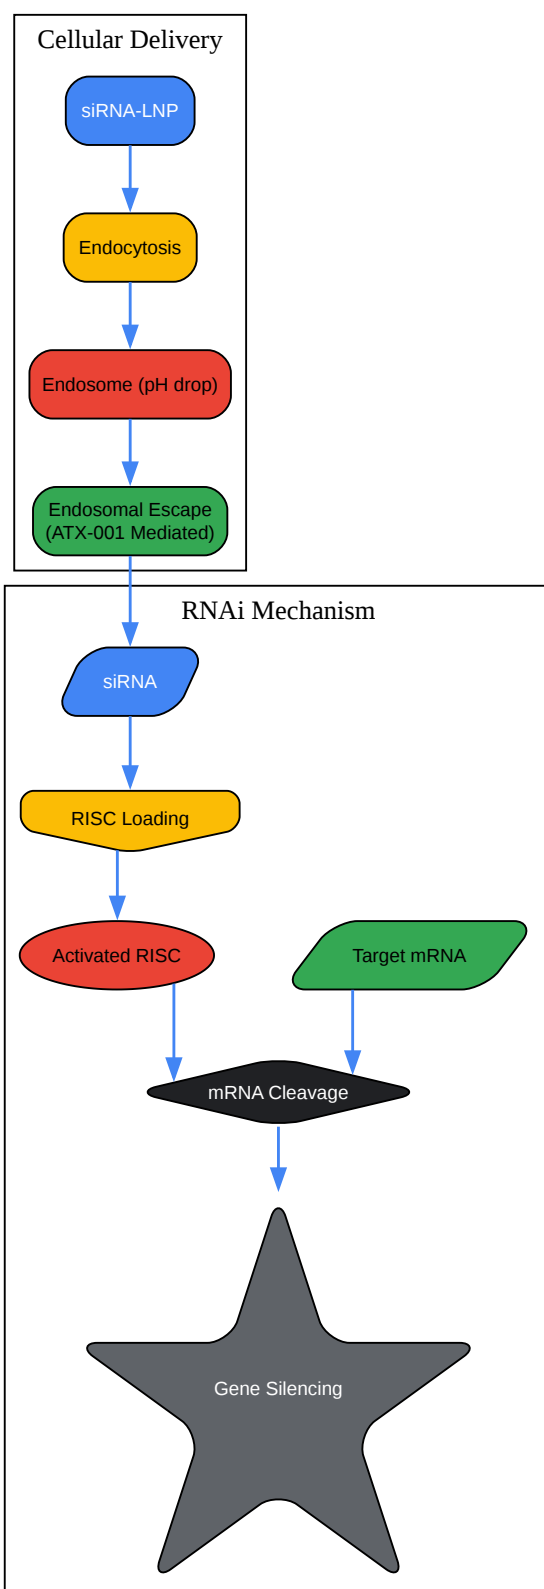 Cellular Delivery
siRNA-LNP
Endocytosis
Endosome (pH drop)
Endosomal Escape
(ATX-001 Mediated)
RNAi Mechanism
siRNA
RISC Loading
Activated RISC
Target mRNA
mRNA Cleavage
Gene Silencing